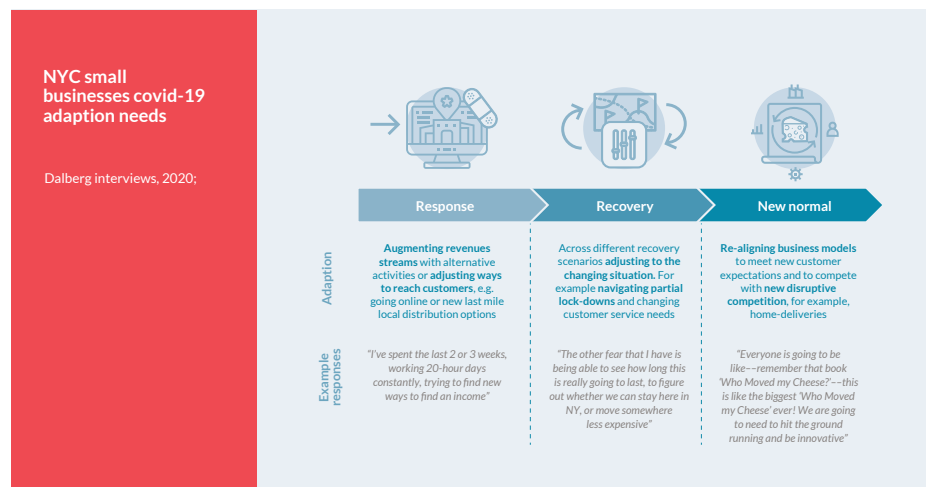 NYC small
businesses covid-19
adaption needs
Dalberg interviews, 2020;
Response
Recovery
New normal
Adaption
Augmenting revenues
streams with alternative
activities or adjusting ways
to reach customers, e.g.
going online or new last mile
local distribution options
Across different recovery
scenarios adjusting to the
changing situation. For
example navigating partial
lock-downs and changing
customer service needs
Re-aligning business models
to meet new customer
expectations and to compete
with new disruptive
competition, for example,
home-deliveries
Example
responses
"I've spent the last 2 or 3 weeks,
working 20-hour days
constantly, trying to find new
ways to find an income"
"The other fear that I have is
being able to see how long this
is really going to last, to figure
out whether we can stay here in
NY, or move somewhere
less expensive"
"Everyone is going to be
like––remember that book
'Who Moved my Cheese?'––this
is like the biggest 'Who Moved
my Cheese' ever! We are going
to need to hit the ground
running and be innovative"